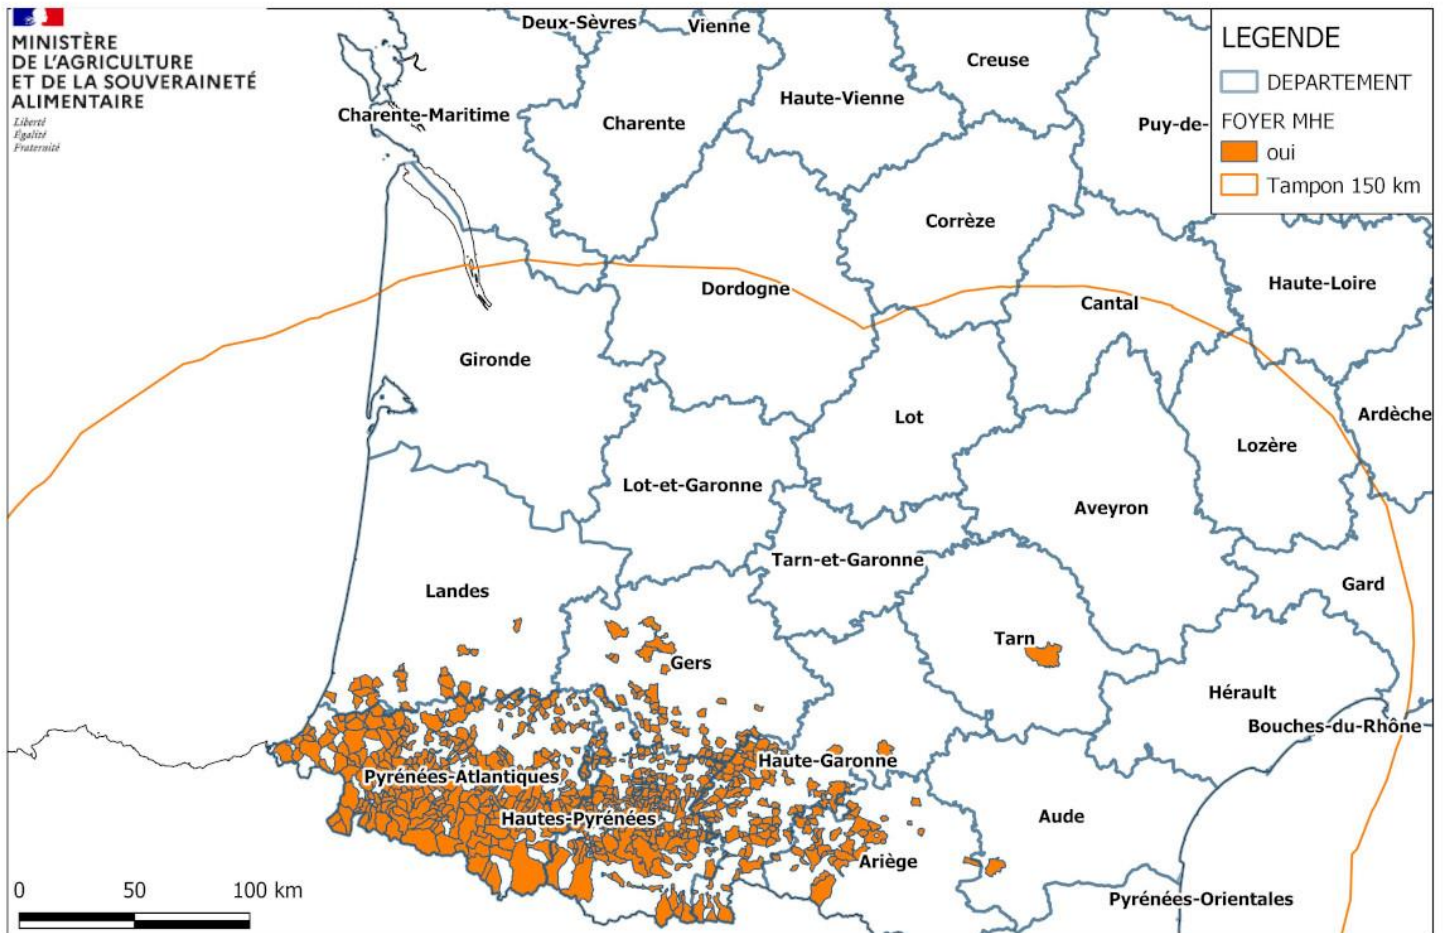 MINISTÈRE
DE L'AGRICULTURE
ET DE LA SOUVERAINETÉ
ALIMENTAIRE
Liberté
Égalité
Fraternité
Deux-Sèvres
Vienne
Creuse
Haute-Vienne
Charente-Maritime
Charente
Puy-de-
LEGENDE
DEPARTEMENT
FOYER MHE
oui
Tampon 150 km
Corrèze
Dordogne
Cantal
Haute-Loire
Gironde
Lot
Ardèche
Lozère
Lot-et-Garonne
Aveyron
Tarn-et-Garonne
Gard
Landes
Tarn
Gers
Hérault
Bouches-du-Rhône
Haute-Garonne
Pyrénées-Atlantiques
Hautes-Pyrénées
Aude
Ariège
Pyrénées-Orientales
0 50 100 km